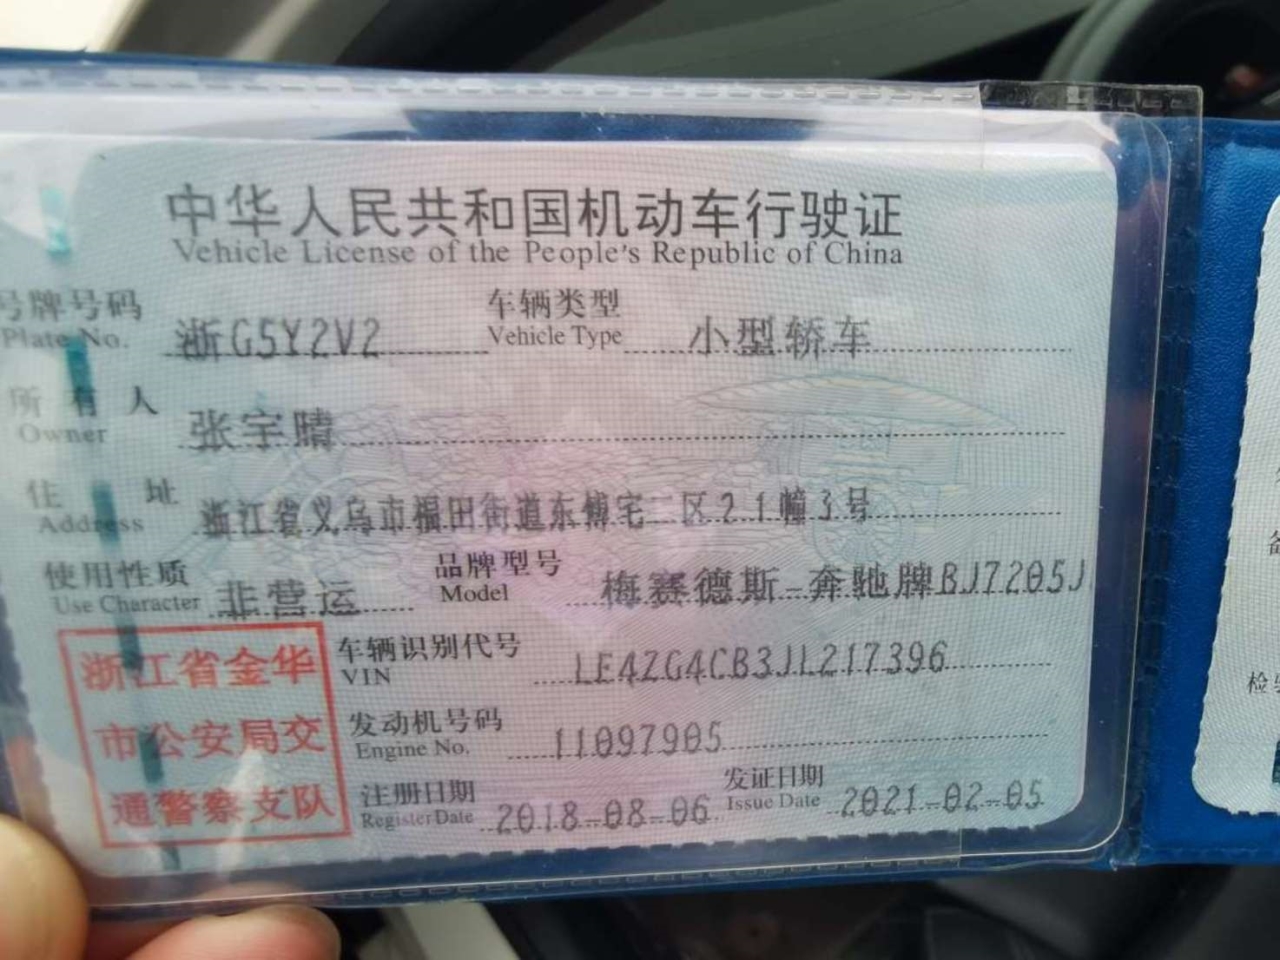 中华人民共和国机动车行驶证
Vehicle License of the People's Republic of China
号牌号码 浙G5Y2V2 车辆类型 小型轿车
Plate No. Vehicle Type
所有人 张宇晴
Owner
住址 浙江省义乌市福田街道东傅宅二区21幢3号
Address
使用性质 非营运 品牌型号 梅赛德斯-奔驰牌BJ7205J
Use Character Model
浙江省金华
市公安局交
通警察支队
车辆识别代号 LE4ZG4CB3JL217396
VIN
发动机号码 11097905
Engine No.
注册日期 2018-08-06 发证日期 2021-02-05
Register Date Issue Date